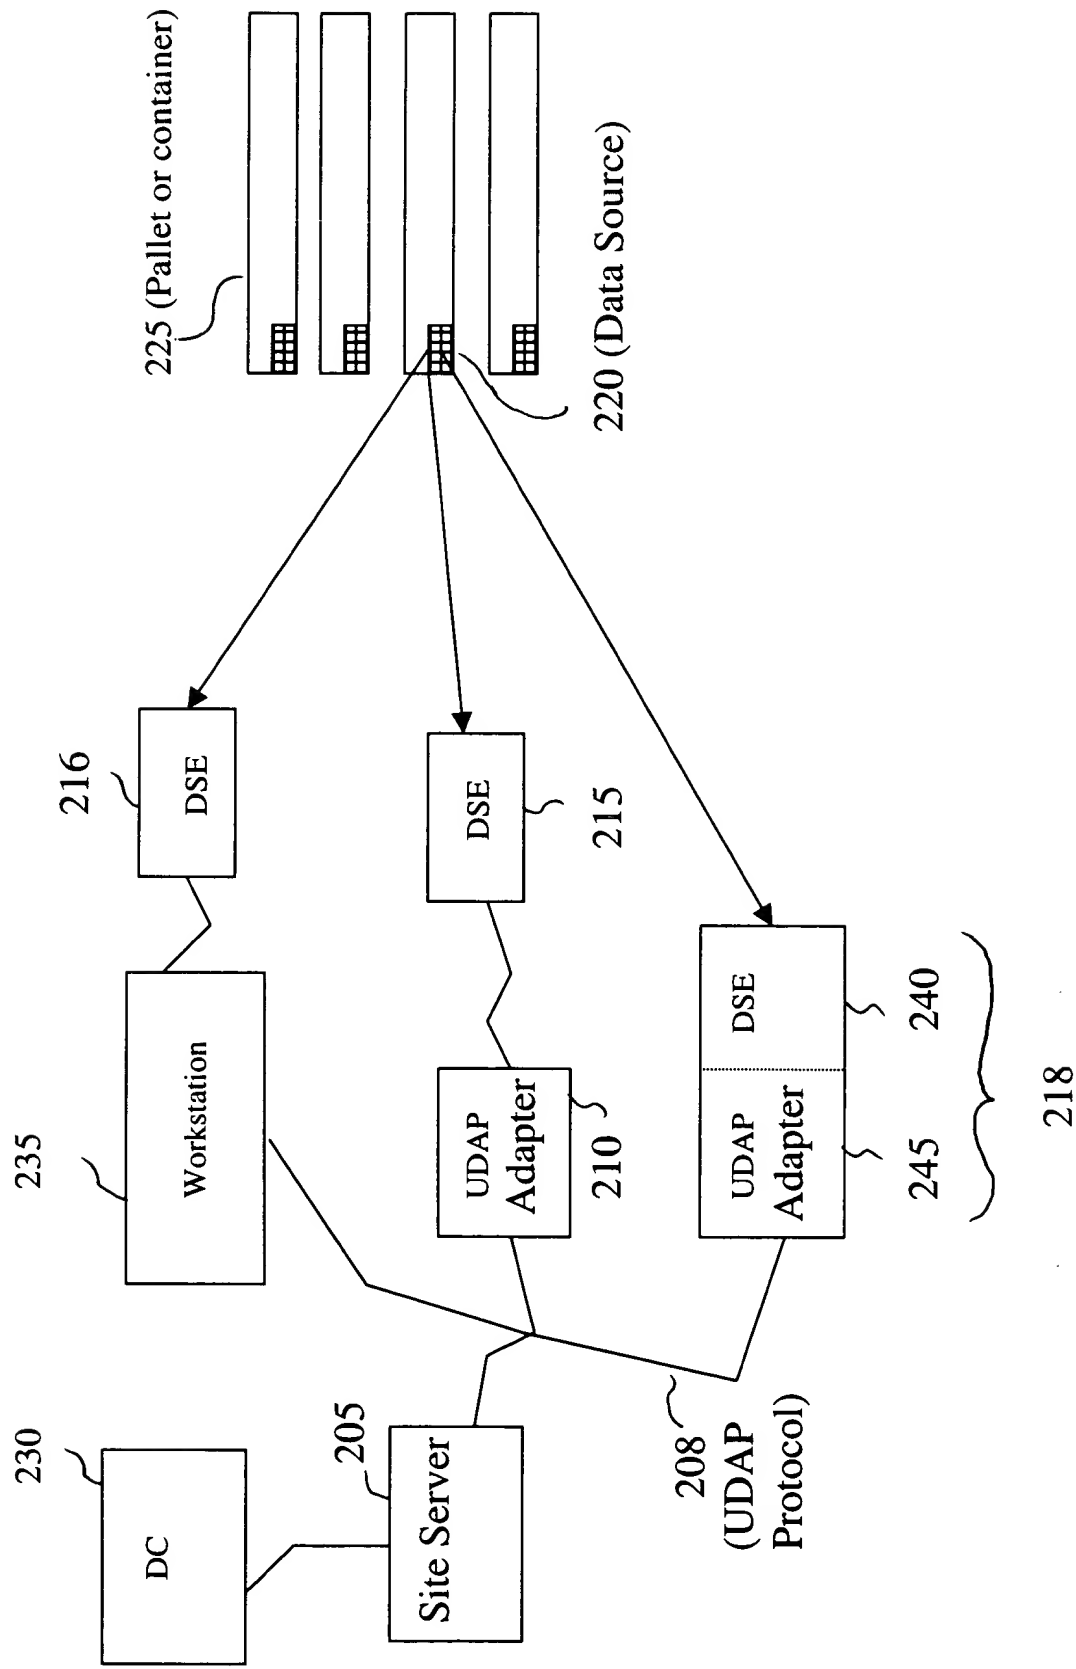 230
DC
235
Workstation
216
DSE
225 (Pallet or container)
205
Site Server
UDAP
Adapter
210
DSE
215
220 (Data Source)
208
(UDAP
Protocol)
UDAP
Adapter
DSE
245
240
218